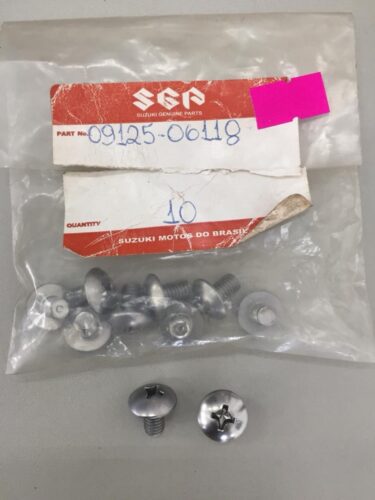 SGP
SUZUKI GENUINE PARTS
PART No. 09125-06118
10
QUANTITY
SUZUKI MOTOS DO BRASIL